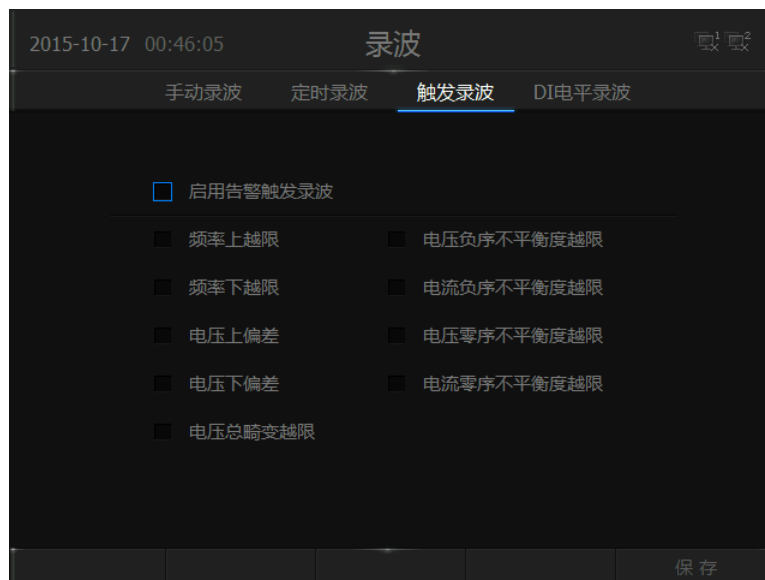 2015-10-17 00:46:05 录波 1 2
手动录波 定时录波 触发录波 DI电平录波
启用告警触发录波
频率上越限 电压负序不平衡度越限
频率下越限 电流负序不平衡度越限
电压上偏差 电压零序不平衡度越限
电压下偏差 电流零序不平衡度越限
电压总畸变越限
保存